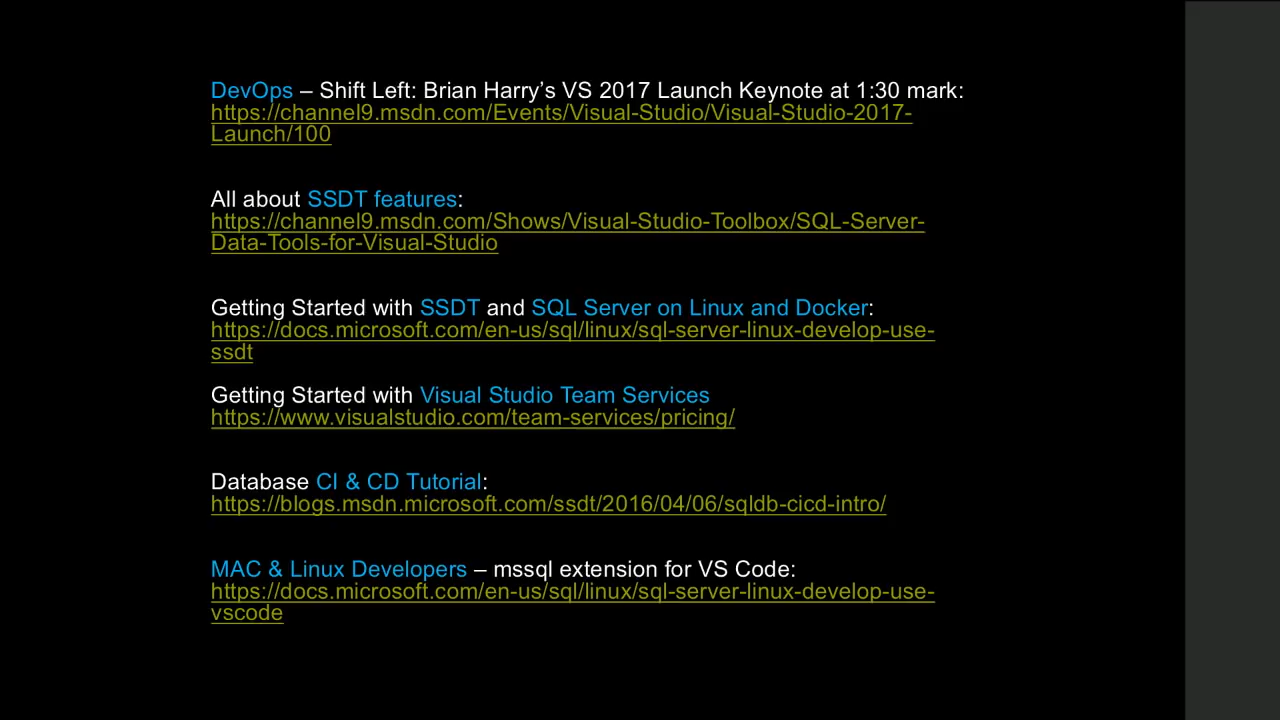 DevOps – Shift Left: Brian Harry’s VS 2017 Launch Keynote at 1:30 mark:
https://channel9.msdn.com/Events/Visual-Studio/Visual-Studio-2017-
Launch/100
All about SSDT features:
https://channel9.msdn.com/Shows/Visual-Studio-Toolbox/SQL-Server-
Data-Tools-for-Visual-Studio
Getting Started with SSDT and SQL Server on Linux and Docker:
https://docs.microsoft.com/en-us/sql/linux/sql-server-linux-develop-use-
ssdt
Getting Started with Visual Studio Team Services
https://www.visualstudio.com/team-services/pricing/
Database CI & CD Tutorial:
https://blogs.msdn.microsoft.com/ssdt/2016/04/06/sqldb-cicd-intro/
MAC & Linux Developers – mssql extension for VS Code:
https://docs.microsoft.com/en-us/sql/linux/sql-server-linux-develop-use-
vscode